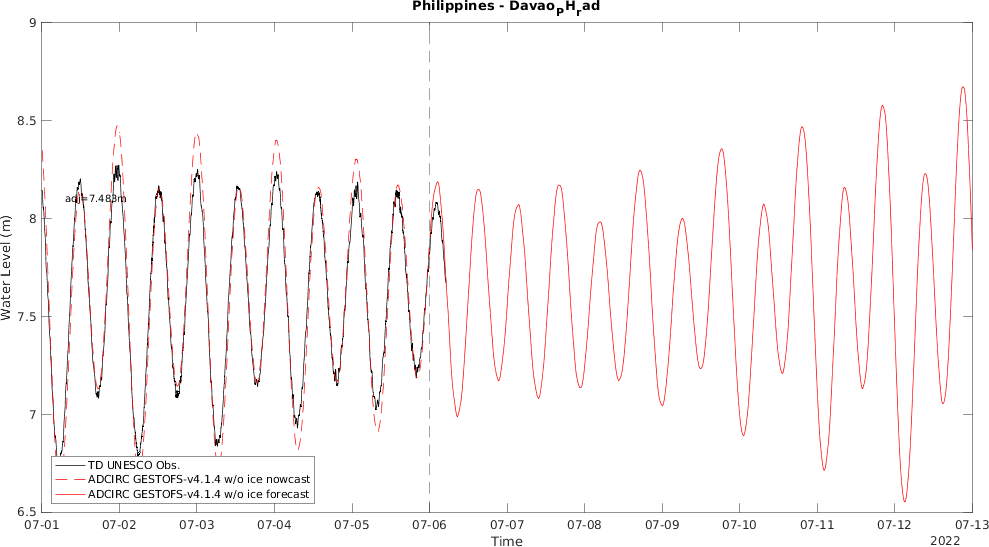 Philippines - DavaoPHrad
9
8.5
8
7.5
7
6.5
Water Level (m)
adj=7.483m
TD UNESCO Obs.
ADCIRC GESTOFS-v4.1.4 w/o ice nowcast
ADCIRC GESTOFS-v4.1.4 w/o ice forecast
07-01 07-02 07-03 07-04 07-05 07-06 07-07 07-08 07-09 07-10 07-11 07-12 07-13
Time
2022